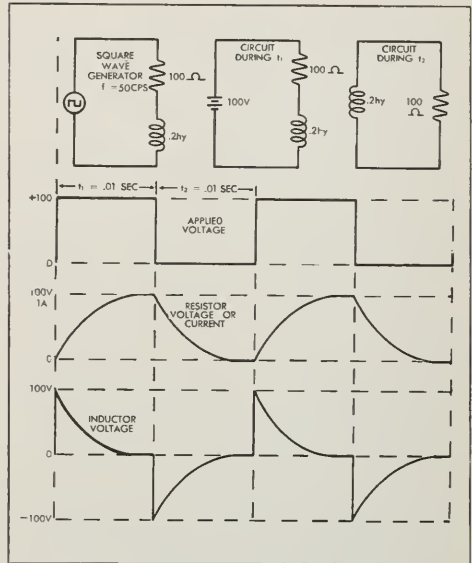 SQUARE
WAVE
GENERATOR
f = 50CPS
100 Ω
.2hy
CIRCUIT
DURING t₁
100 Ω
100V
.2hy
CIRCUIT
DURING t₂
.2hy
100
Ω
t₁ = .01 SEC
t₂ = .01 SEC
+100
APPLIED
VOLTAGE
0
100V
1A
RESISTOR
VOLTAGE OR
CURRENT
0
100V
INDUCTOR
VOLTAGE
0
−100V